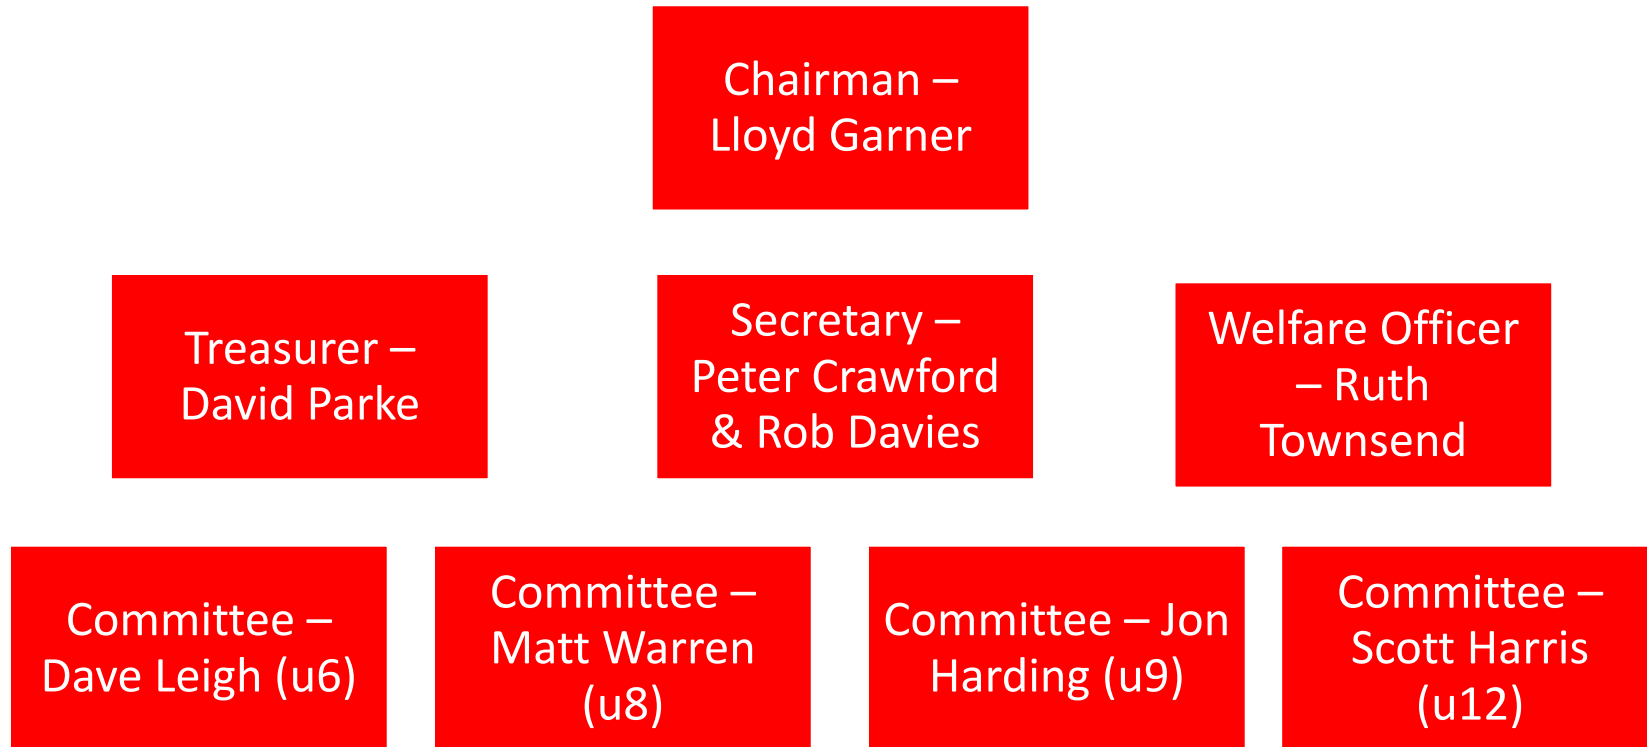 Chairman –
Lloyd Garner
Treasurer –
David Parke
Secretary –
Peter Crawford
& Rob Davies
Welfare Officer
– Ruth
Townsend
Committee –
Dave Leigh (u6)
Committee –
Matt Warren
(u8)
Committee – Jon
Harding (u9)
Committee –
Scott Harris
(u12)